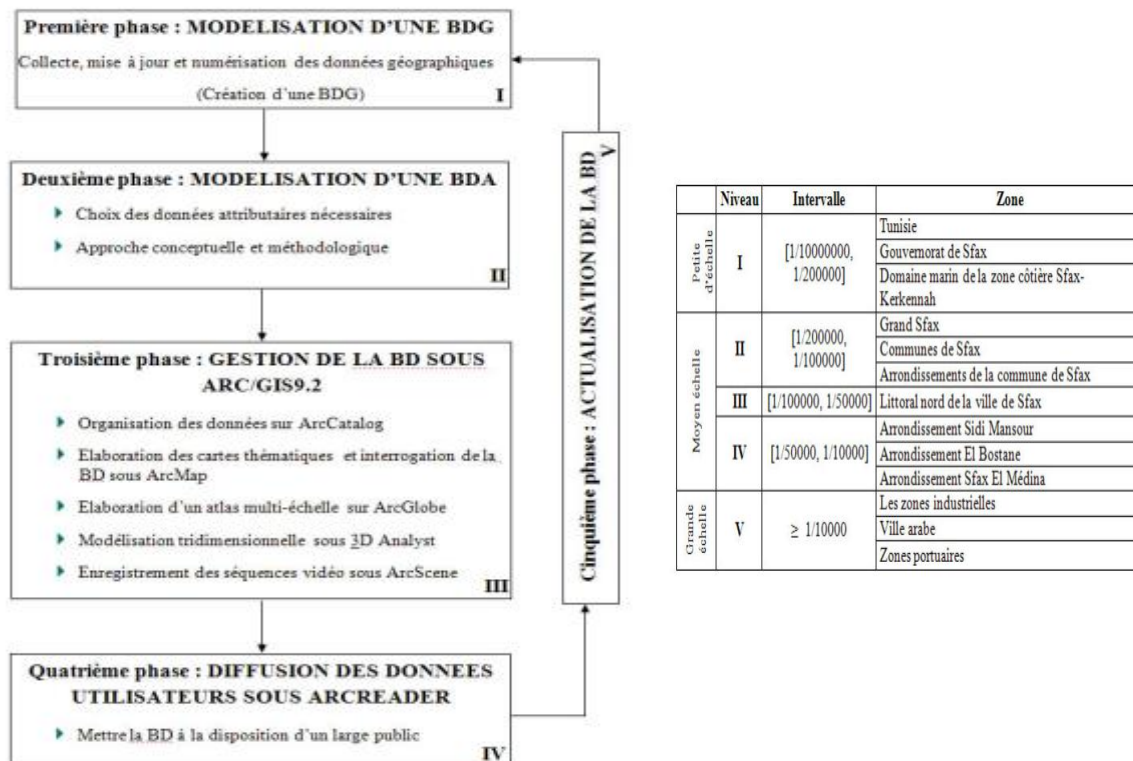 Première phase : MODELISATION D'UNE BDG
Collecte, mise à jour et numérisation des données géographiques
(Création d'une BDG)
I
Deuxième phase : MODELISATION D'UNE BDA
Choix des données attributaires nécessaires
Approche conceptuelle et méthodologique
II
Troisième phase : GESTION DE LA BD SOUS
ARC/GIS9.2
Organisation des données sur ArcCatalog
Elaboration des cartes thématiques et interrogation de la
BD sous ArcMap
Elaboration d'un atlas multi-échelle sur ArcGlobe
Modélisation tridimensionnelle sous 3D Analyst
Enregistrement des séquences vidéo sous ArcScene
III
Quatrième phase : DIFFUSION DES DONNEES
UTILISATEURS SOUS ARCREADER
Mettre la BD á la disposition d'un large public
IV
Cinquième phase : ACTUALISATION DE LA BD
V
Niveau Intervalle Zone
Petite
d'échelle
I
[1/10000000,
1/200000]
Tunisie
Gouvernorat de Sfax
Domaine marin de la zone côtière Sfax-
Kerkennah
Moyen échelle
II
[1/200000,
1/100000]
Grand Sfax
Communes de Sfax
Arrondissements de la commune de Sfax
III [1/100000, 1/50000] Littoral nord de la ville de Sfax
IV [1/50000, 1/10000]
Arrondissement Sidi Mansour
Arrondissement El Bostane
Arrondissement Sfax El Médina
Grande
échelle
V ≥ 1/10000
Les zones industrielles
Ville arabe
Zones portuaires